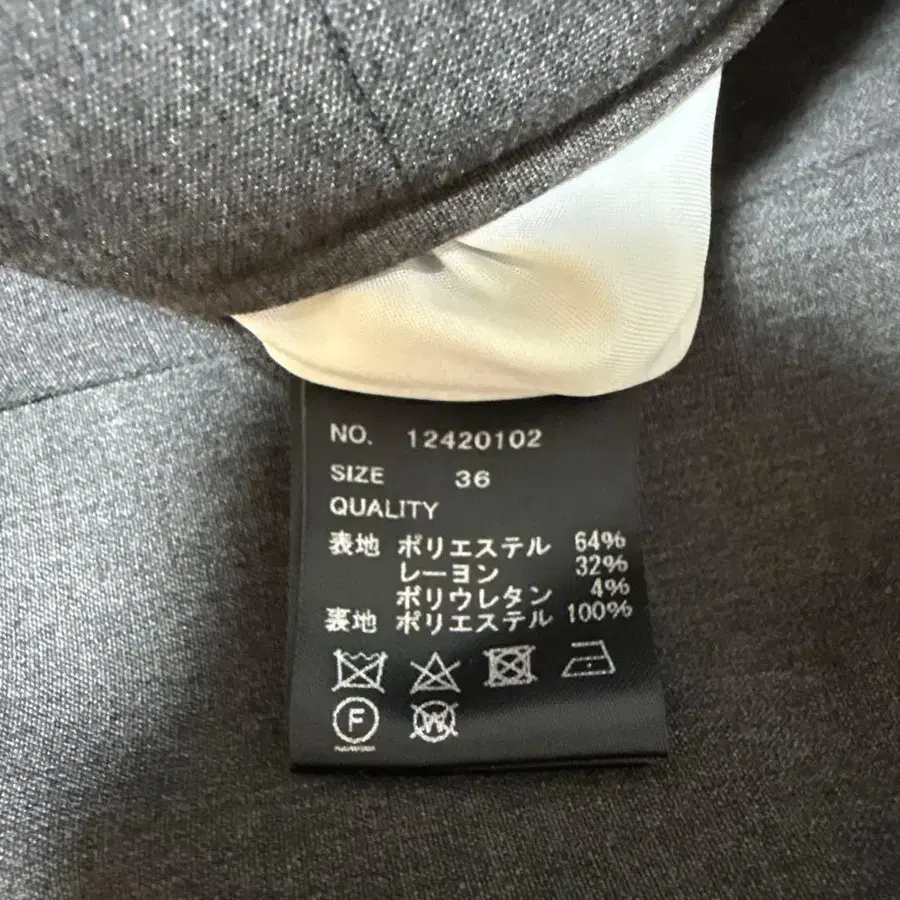 NO. 12420102
SIZE 36
QUALITY
表地 ポリエステル 64%
レーヨン 32%
ポリウレタン 4%
裏地 ポリエステル 100%
F
W